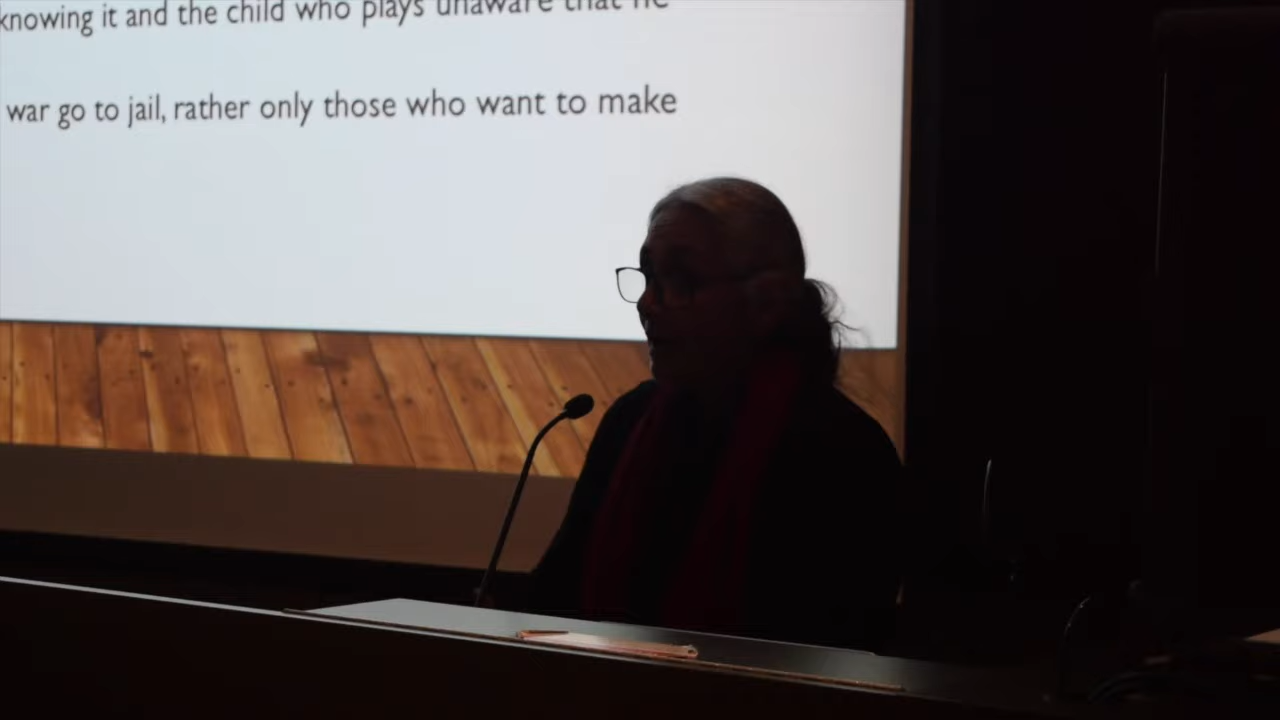 knowing it and the child who plays unaware that he
war go to jail, rather only those who want to make